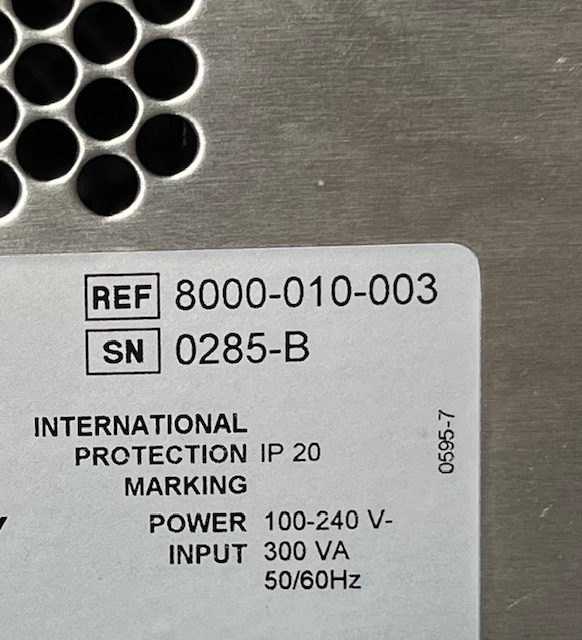 REF 8000-010-003
SN 0285-B
INTERNATIONAL
PROTECTION IP 20
MARKING
POWER 100-240 V-
INPUT 300 VA
50/60Hz
0595-7